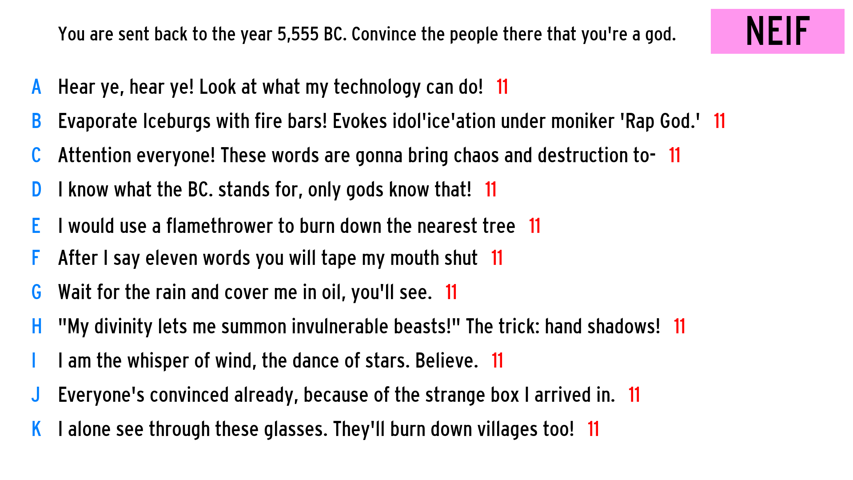 You are sent back to the year 5,555 BC. Convince the people there that you're a god.
NEIF
A Hear ye, hear ye! Look at what my technology can do! 11
B Evaporate Iceburgs with fire bars! Evokes idol'ice'ation under moniker 'Rap God.' 11
C Attention everyone! These words are gonna bring chaos and destruction to- 11
D I know what the BC. stands for, only gods know that! 11
E I would use a flamethrower to burn down the nearest tree 11
F After I say eleven words you will tape my mouth shut 11
G Wait for the rain and cover me in oil, you'll see. 11
H "My divinity lets me summon invulnerable beasts!" The trick: hand shadows! 11
I I am the whisper of wind, the dance of stars. Believe. 11
J Everyone's convinced already, because of the strange box I arrived in. 11
K I alone see through these glasses. They'll burn down villages too! 11